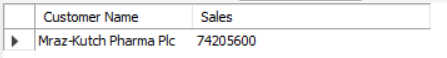 Customer Name Sales
Mraz-Kutch Pharma Plc 74205600